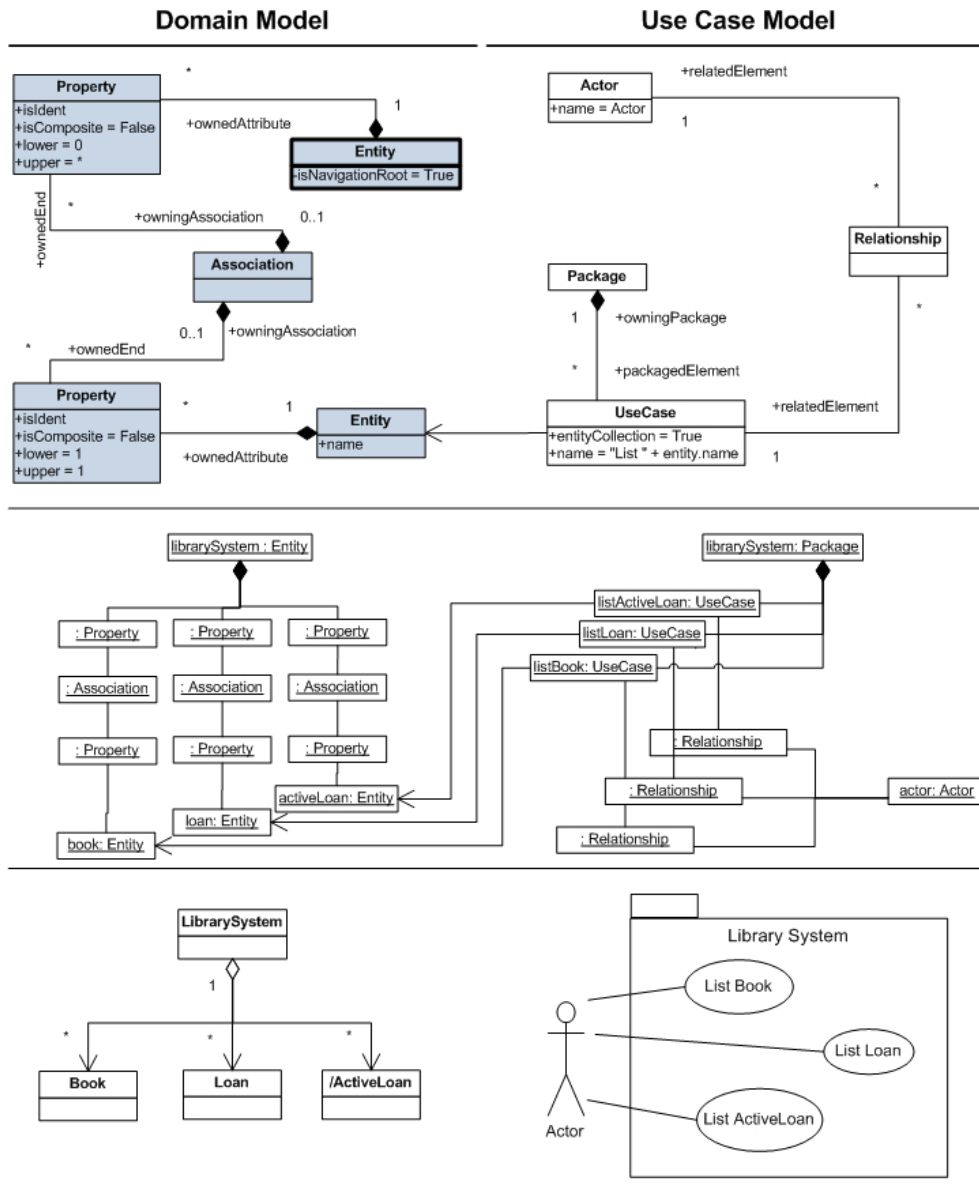 Domain Model
Use Case Model
Property
+isIdent
+isComposite = False
+lower = 0
+upper = *
*
+ownedAttribute
1
Entity
-isNavigationRoot = True
+ownedEnd
*
+owningAssociation
0..1
Association
0..1
+owningAssociation
*
+ownedEnd
Property
+isIdent
+isComposite = False
+lower = 1
+upper = 1
*
1
+ownedAttribute
Entity
+name
Actor
+name = Actor
+relatedElement
1
*
Relationship
Package
1
+owningPackage
*
+packagedElement
*
UseCase
+entityCollection = True
+name = "List " + entity.name
+relatedElement
1
librarySystem : Entity
: Property
: Property
: Property
: Association
: Association
: Association
: Property
: Property
: Property
activeLoan: Entity
loan: Entity
book: Entity
librarySystem: Package
listActiveLoan: UseCase
listLoan: UseCase
listBook: UseCase
: Relationship
: Relationship
actor: Actor
: Relationship
LibrarySystem
1
*
*
*
Book
Loan
/ActiveLoan
Library System
List Book
List Loan
List ActiveLoan
Actor